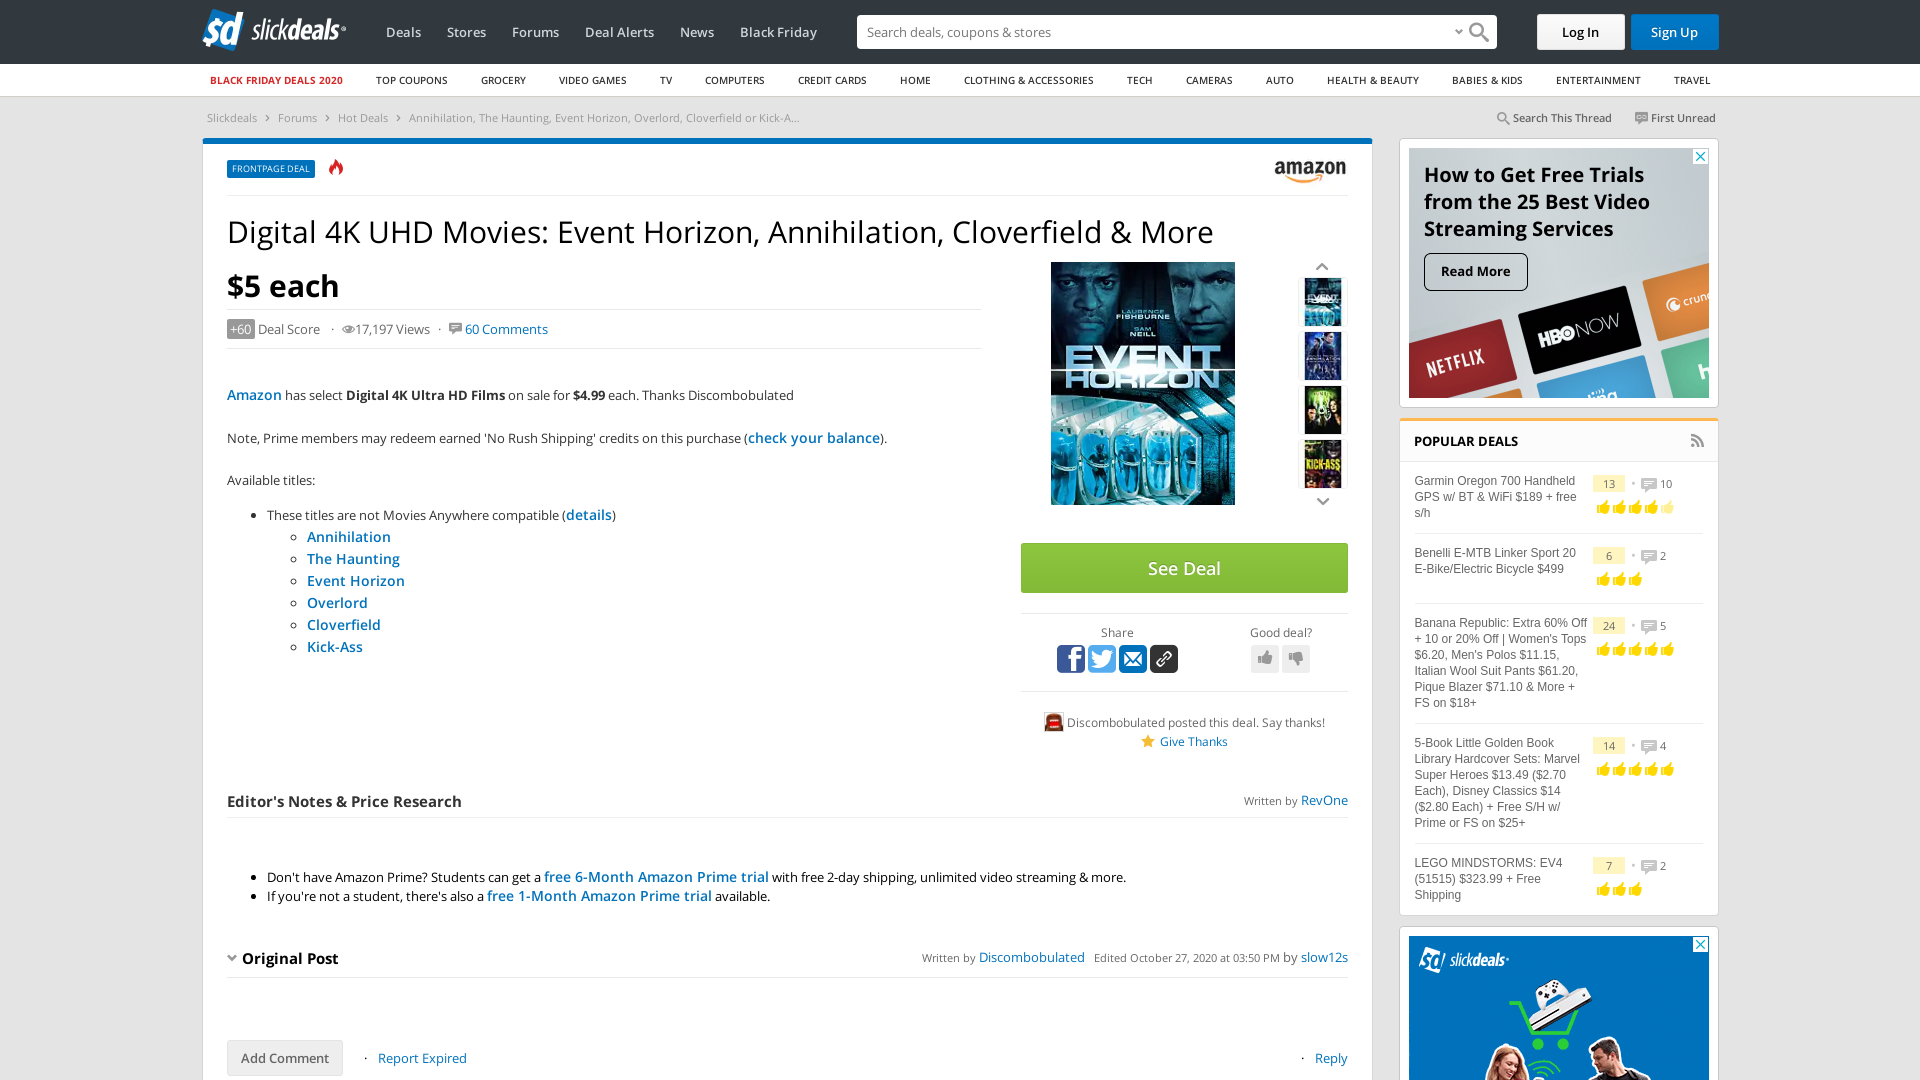 slickdeals
Deals
Stores
Forums
Deal Alerts
News
Black Friday
Search deals, coupons & stores
Log In
Sign Up
BLACK FRIDAY DEALS 2020
TOP COUPONS
GROCERY
VIDEO GAMES
TV
COMPUTERS
CREDIT CARDS
HOME
CLOTHING & ACCESSORIES
TECH
CAMERAS
AUTO
HEALTH & BEAUTY
BABIES & KIDS
ENTERTAINMENT
TRAVEL
Slickdeals › Forums › Hot Deals › Annihilation, The Haunting, Event Horizon, Overlord, Cloverfield or Kick-A...
Search This Thread
First Unread
FRONTPAGE DEAL
amazon
Digital 4K UHD Movies: Event Horizon, Annihilation, Cloverfield & More
$5 each
+60 Deal Score · 17,197 Views · 60 Comments
Amazon has select Digital 4K Ultra HD Films on sale for $4.99 each. Thanks Discombobulated
Note, Prime members may redeem earned 'No Rush Shipping' credits on this purchase (check your balance).
Available titles:
These titles are not Movies Anywhere compatible (details)
Annihilation
The Haunting
Event Horizon
Overlord
Cloverfield
Kick-Ass
LAURENCE
FISHBURNE
SAM
NEILL
EVENT
HORIZON
KICK-ASS
See Deal
Share
Good deal?
Discombobulated posted this deal. Say thanks!
Give Thanks
Editor's Notes & Price Research
Written by RevOne
Don't have Amazon Prime? Students can get a free 6-Month Amazon Prime trial with free 2-day shipping, unlimited video streaming & more.
If you're not a student, there's also a free 1-Month Amazon Prime trial available.
Original Post
Written by Discombobulated Edited October 27, 2020 at 03:50 PM by slow12s
Add Comment · Report Expired
· Reply
How to Get Free Trials
from the 25 Best Video
Streaming Services
Read More
NETFLIX
HBO NOW
crunc
POPULAR DEALS
Garmin Oregon 700 Handheld
GPS w/ BT & WiFi $189 + free
s/h
13 • 10
Benelli E-MTB Linker Sport 20
E-Bike/Electric Bicycle $499
6 • 2
Banana Republic: Extra 60% Off
+ 10 or 20% Off | Women's Tops
$6.20, Men's Polos $11.15,
Italian Wool Suit Pants $61.20,
Pique Blazer $71.10 & More +
FS on $18+
24 • 5
5-Book Little Golden Book
Library Hardcover Sets: Marvel
Super Heroes $13.49 ($2.70
Each), Disney Classics $14
($2.80 Each) + Free S/H w/
Prime or FS on $25+
14 • 4
LEGO MINDSTORMS: EV4
(51515) $323.99 + Free
Shipping
7 • 2
slickdeals